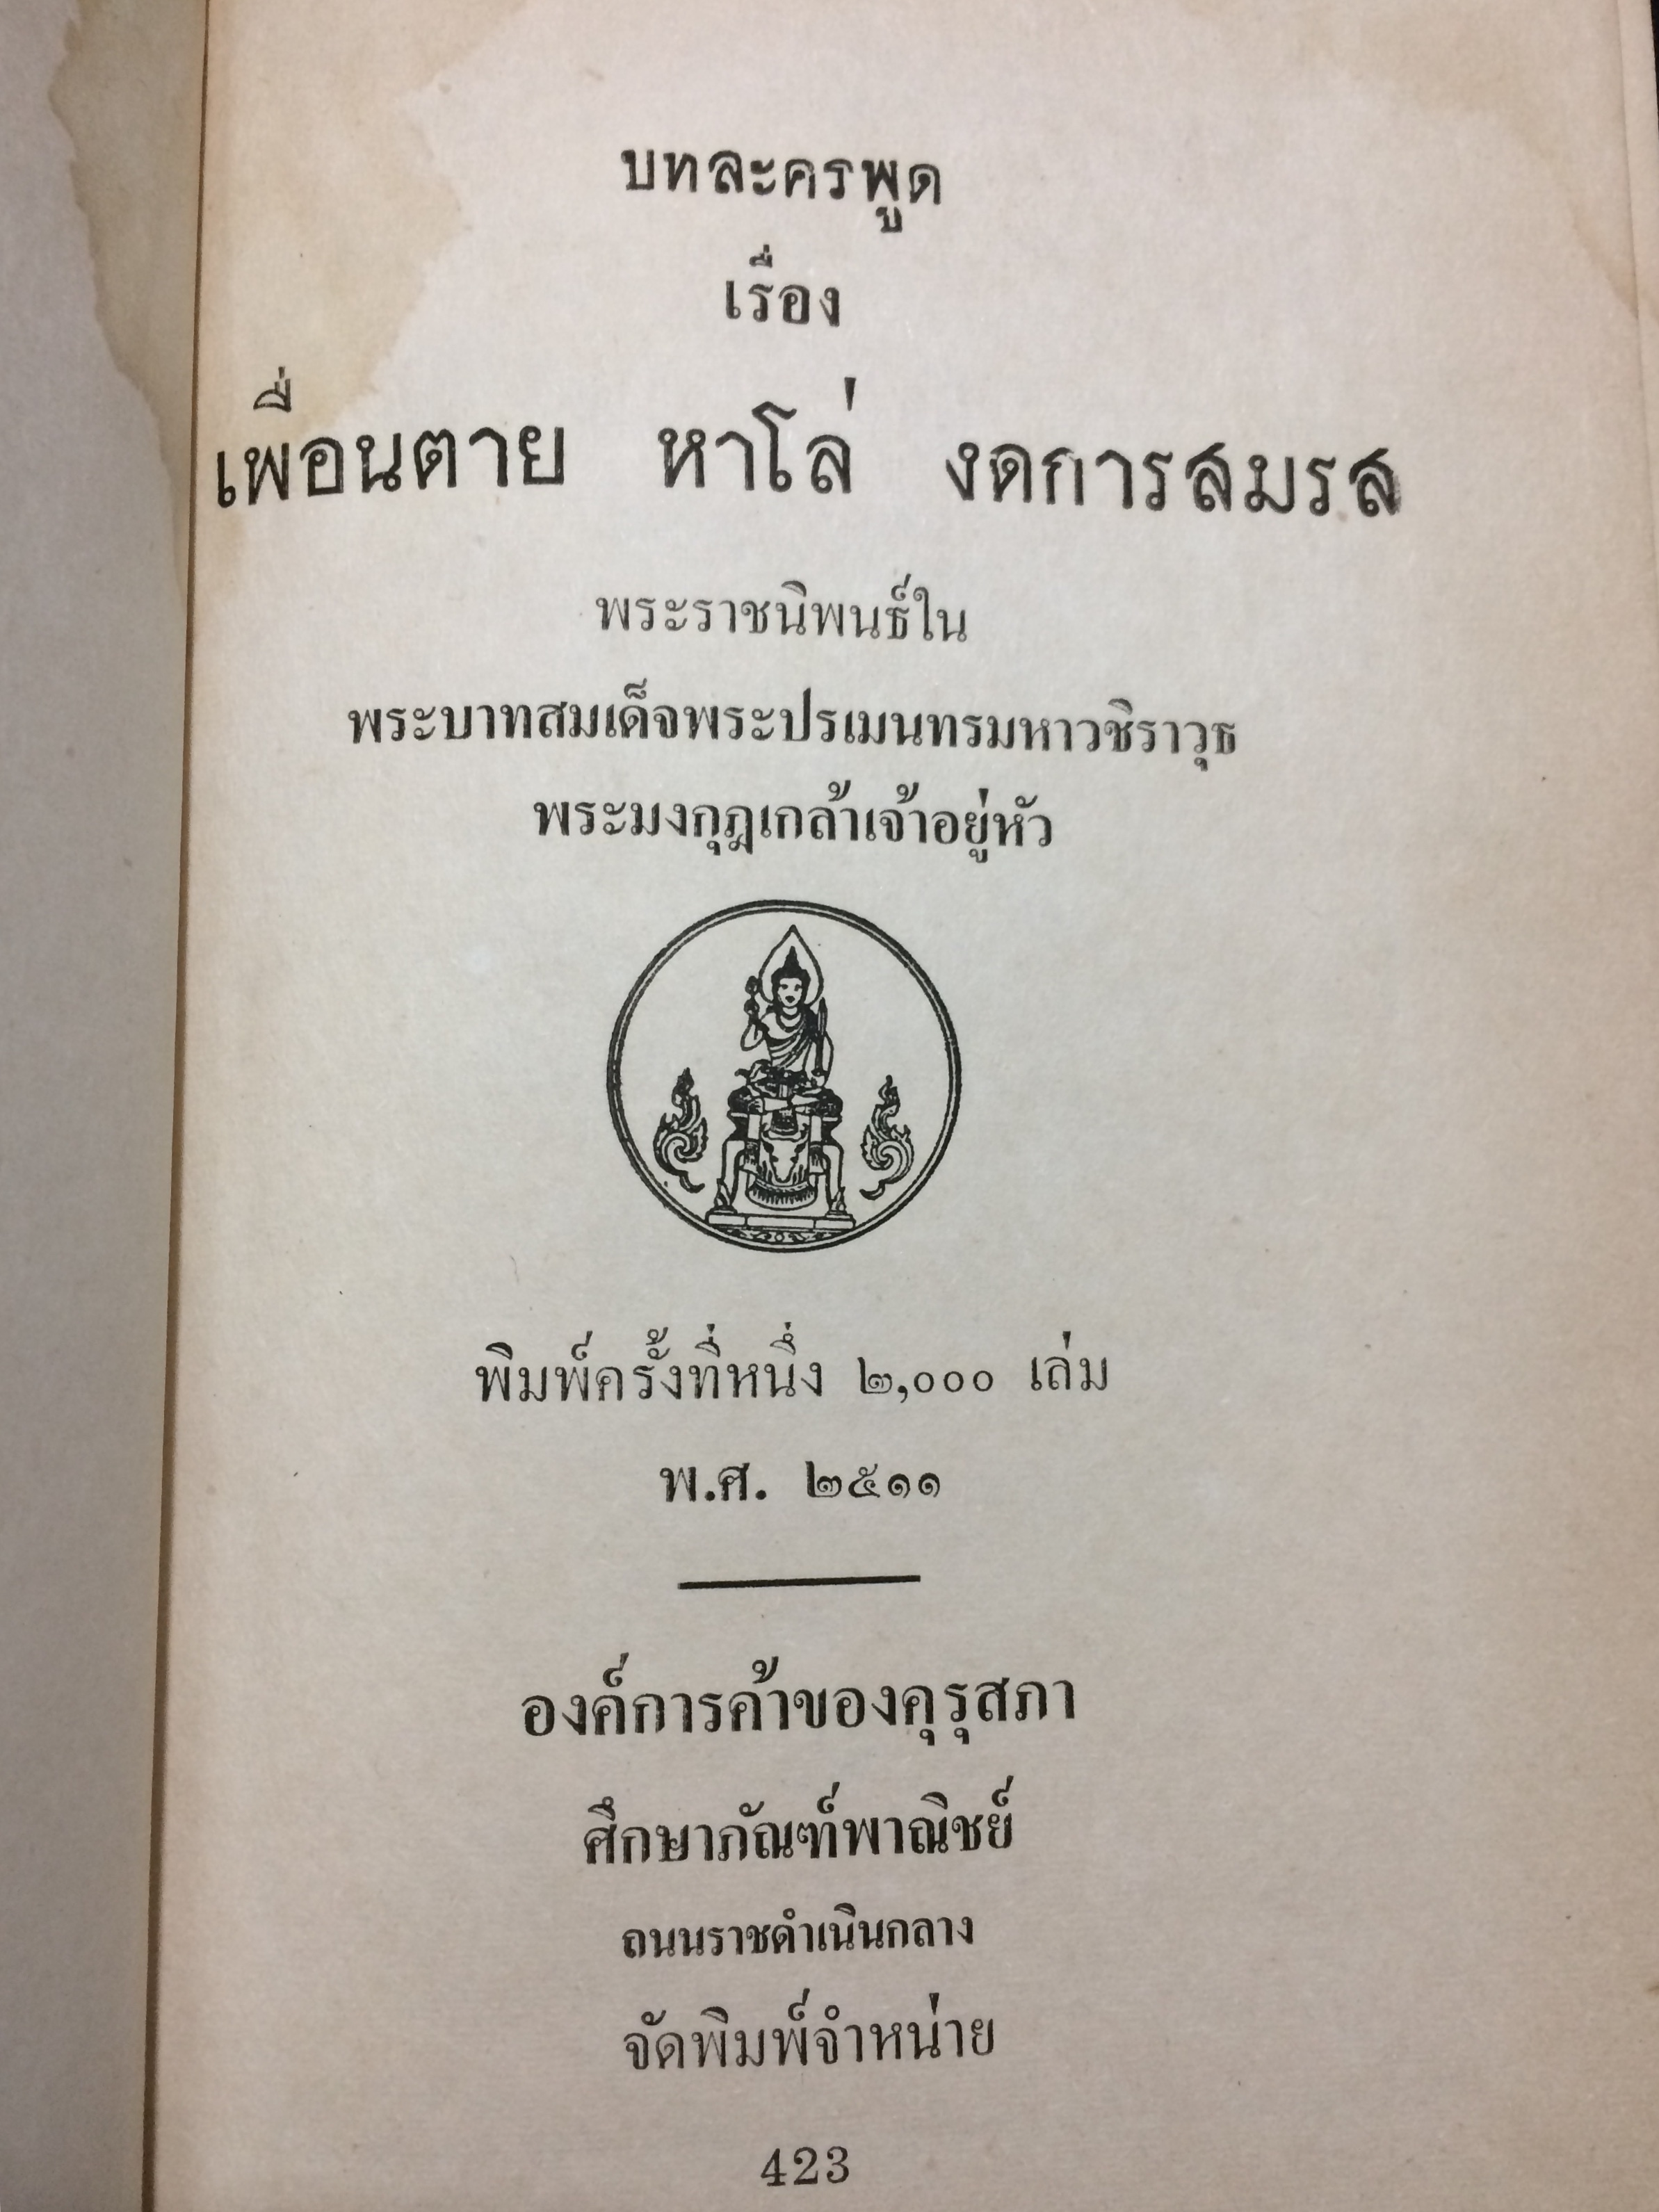 บทละครพูด
เรื่อง
เพื่อนตาย หาโล่ งดการสมรส
พระราชนิพนธ์ใน
พระบาทสมเด็จพระปรเมนทรมหาวชิราวุธ
พระมงกุฎเกล้าเจ้าอยู่หัว
พิมพ์ครั้งที่หนึ่ง ๒,๐๐๐ เล่ม
พ.ศ. ๒๕๑๑
องค์การค้าของคุรุสภา
ศึกษาภัณฑ์พาณิชย์
ถนนราชดำเนินกลาง
จัดพิมพ์จำหน่าย
423